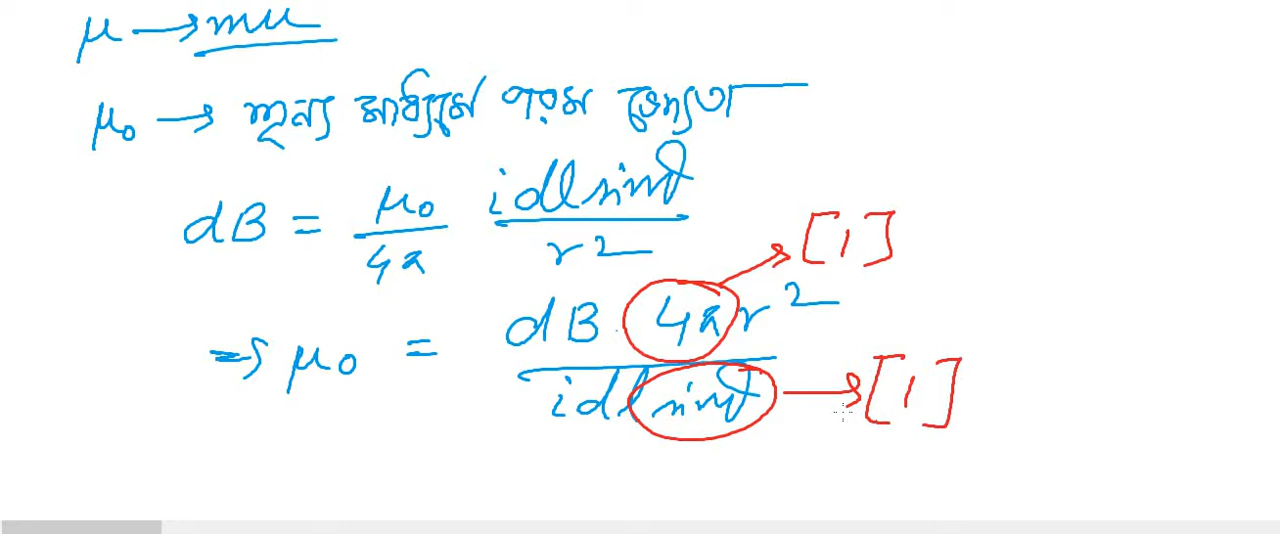 μ → mu
μ₀ → শূন্য মাধ্যমে পরম ভেদ্যতা
dB = μ₀/4π idl sinθ/r²
→ [1]
⇒ μ₀ = dB 4π r²/idl sinθ
→ [1]